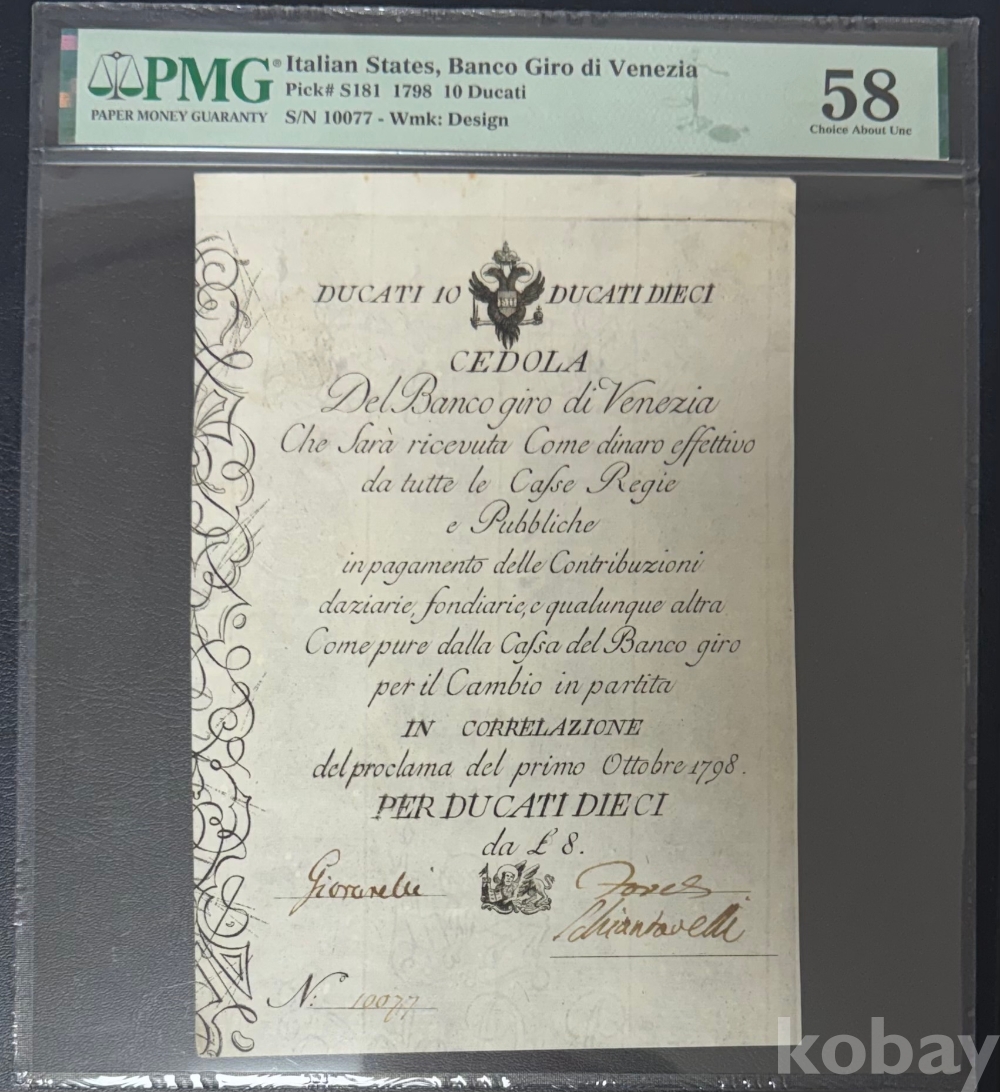 PMG®
PAPER MONEY GUARANTY
Italian States, Banco Giro di Venezia
Pick# S181 1798 10 Ducati
S/N 10077 - Wmk: Design
58
Choice About Unc
DUCATI 10 DUCATI DIECI
CEDOLA
Del Banco giro di Venezia
Che Sarà ricevuta Come dinaro effettivo
da tutte le Caſse Regie
e Pubbliche
in pagamento delle Contribuzioni
daziarie, fondiarie, e qualunque altra
Come pure dalla Caſsa del Banco giro
per il Cambio in partita
IN CORRELAZIONE
del proclama del primo Ottobre 1798.
PER DUCATI DIECI
da £ 8.
N: 10077
kobay